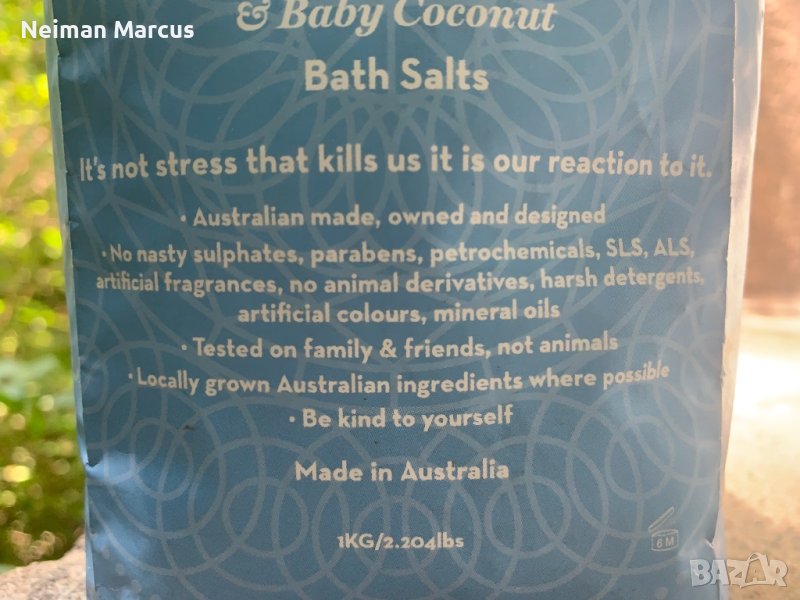 Neiman Marcus
& Baby Coconut
Bath Salts
It's not stress that kills us it is our reaction to it.
• Australian made, owned and designed
• No nasty sulphates, parabens, petrochemicals, SLS, ALS,
artificial fragrances, no animal derivatives, harsh detergents,
artificial colours, mineral oils
• Tested on family & friends, not animals
• Locally grown Australian ingredients where possible
• Be kind to yourself
Made in Australia
1KG/2.204lbs
6 M
BAZAR